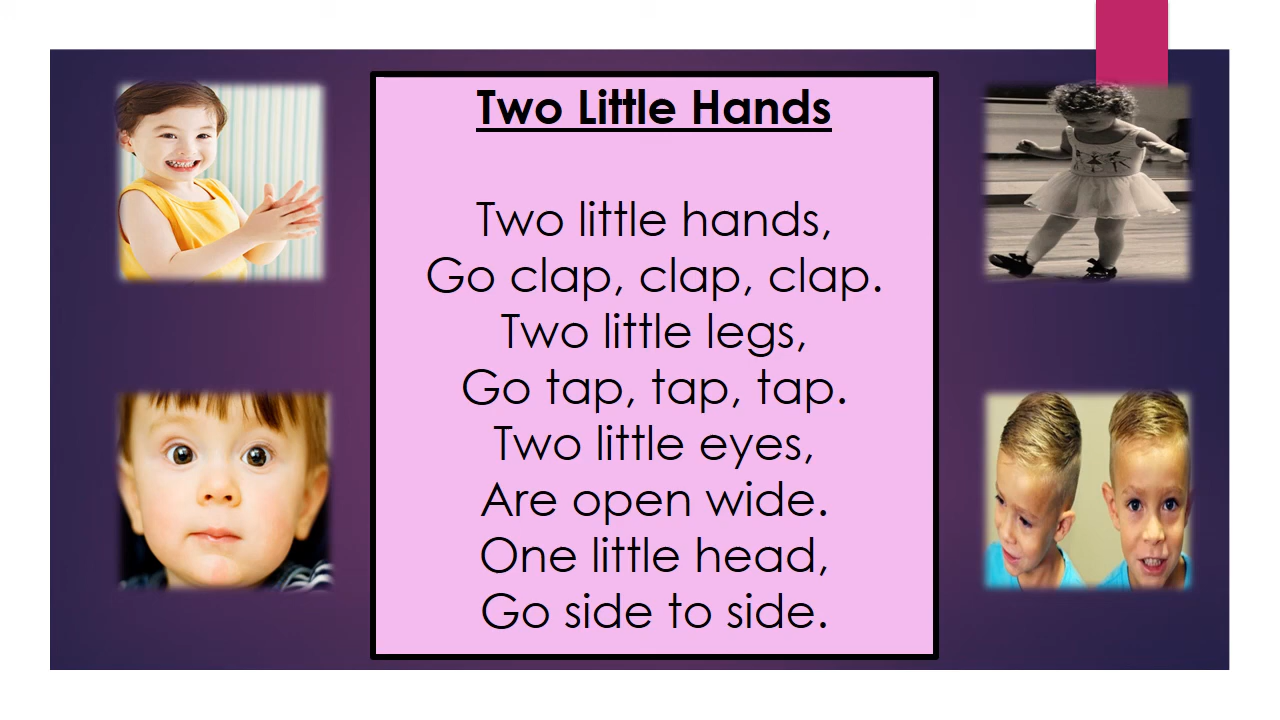 Two Little Hands
Two little hands,
Go clap, clap, clap.
Two little legs,
Go tap, tap, tap.
Two little eyes,
Are open wide.
One little head,
Go side to side.